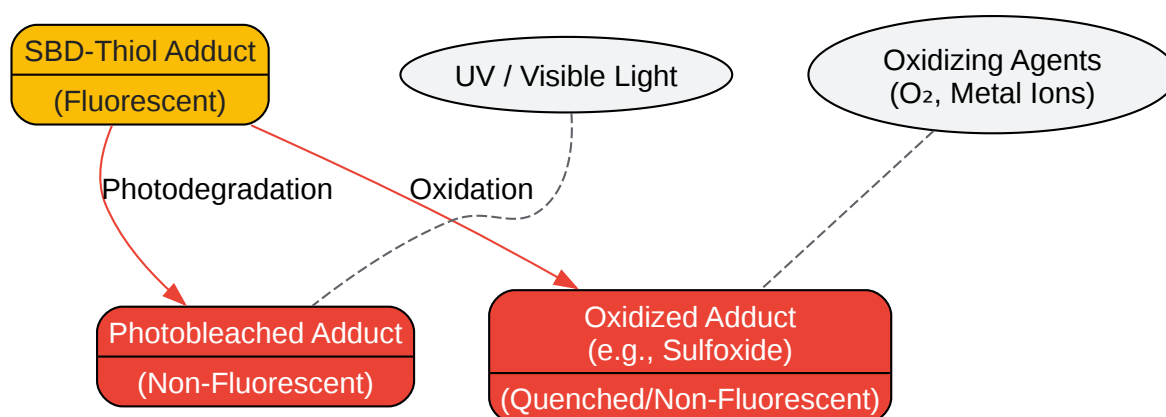 SBD-Thiol Adduct
(Fluorescent)
UV / Visible Light
Oxidizing Agents
(O₂, Metal Ions)
Photodegradation
Oxidation
Photobleached Adduct
(Non-Fluorescent)
Oxidized Adduct
(e.g., Sulfoxide)
(Quenched/Non-Fluorescent)